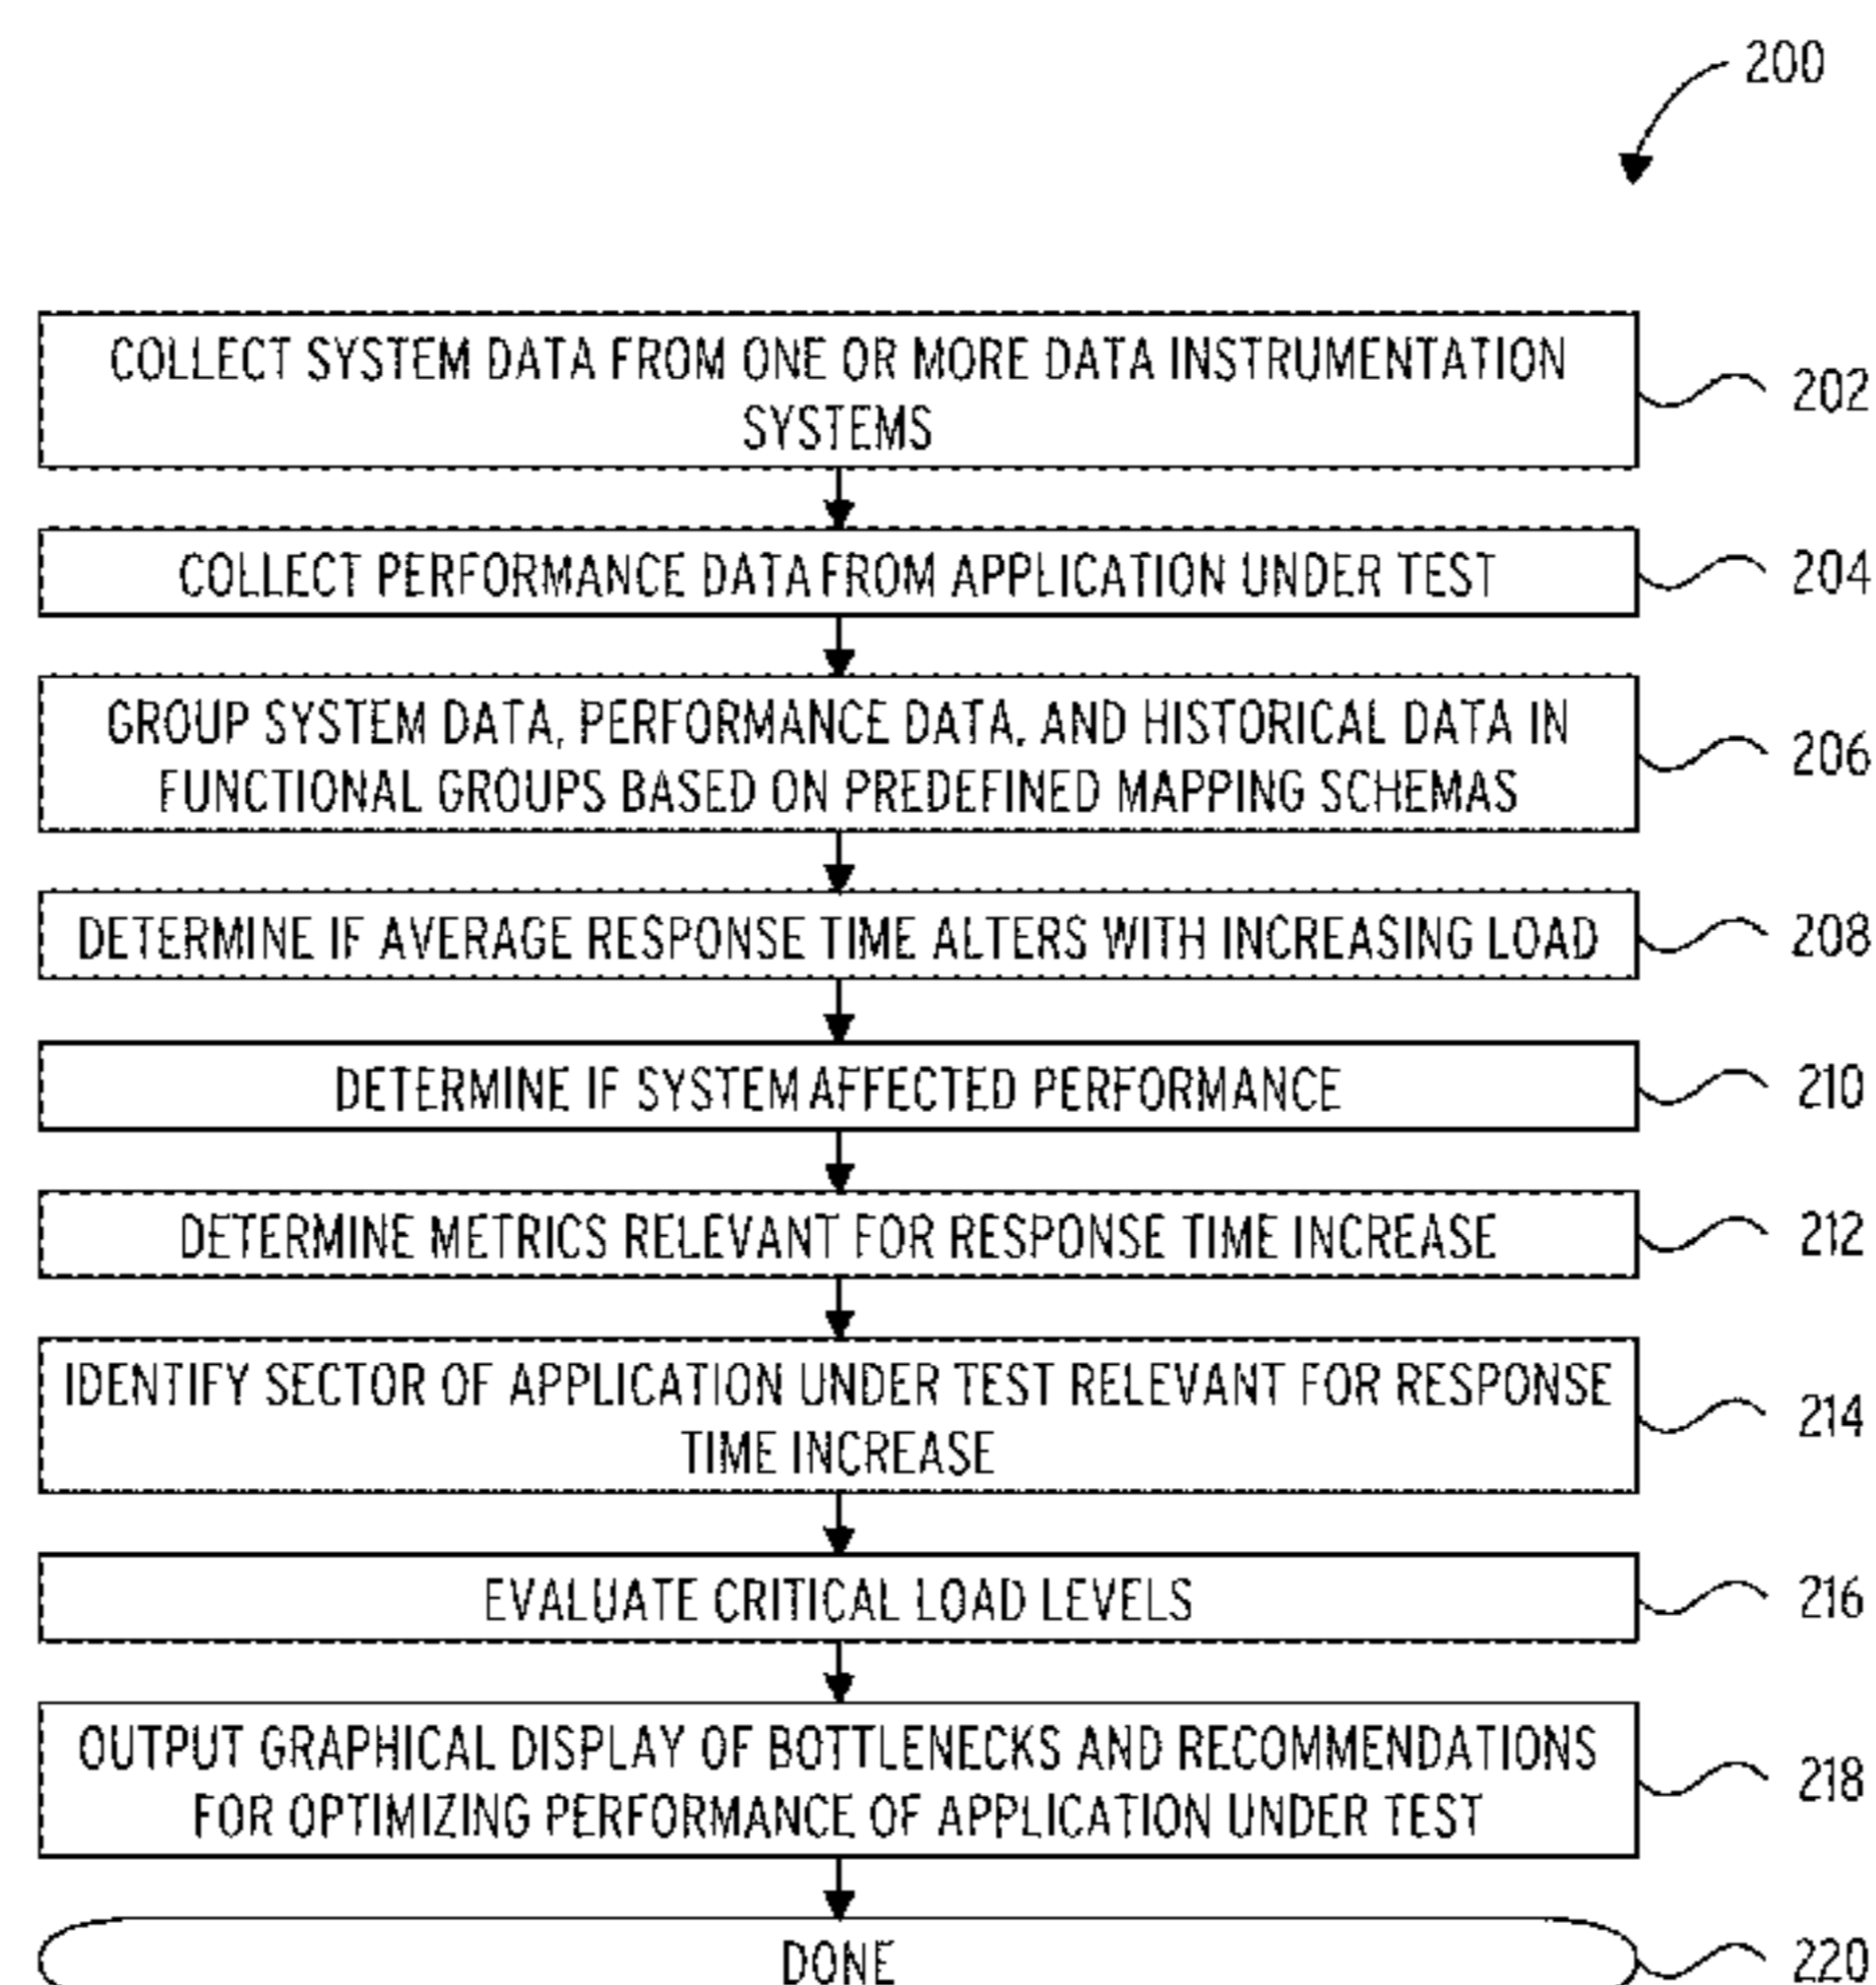 200
COLLECT SYSTEM DATA FROM ONE OR MORE DATA INSTRUMENTATION
SYSTEMS
202
COLLECT PERFORMANCE DATA FROM APPLICATION UNDER TEST
204
GROUP SYSTEM DATA, PERFORMANCE DATA, AND HISTORICAL DATA IN
FUNCTIONAL GROUPS BASED ON PREDEFINED MAPPING SCHEMAS
206
DETERMINE IF AVERAGE RESPONSE TIME ALTERS WITH INCREASING LOAD
208
DETERMINE IF SYSTEM AFFECTED PERFORMANCE
210
DETERMINE METRICS RELEVANT FOR RESPONSE TIME INCREASE
212
IDENTIFY SECTOR OF APPLICATION UNDER TEST RELEVANT FOR RESPONSE
TIME INCREASE
214
EVALUATE CRITICAL LOAD LEVELS
216
OUTPUT GRAPHICAL DISPLAY OF BOTTLENECKS AND RECOMMENDATIONS
FOR OPTIMIZING PERFORMANCE OF APPLICATION UNDER TEST
218
DONE
220